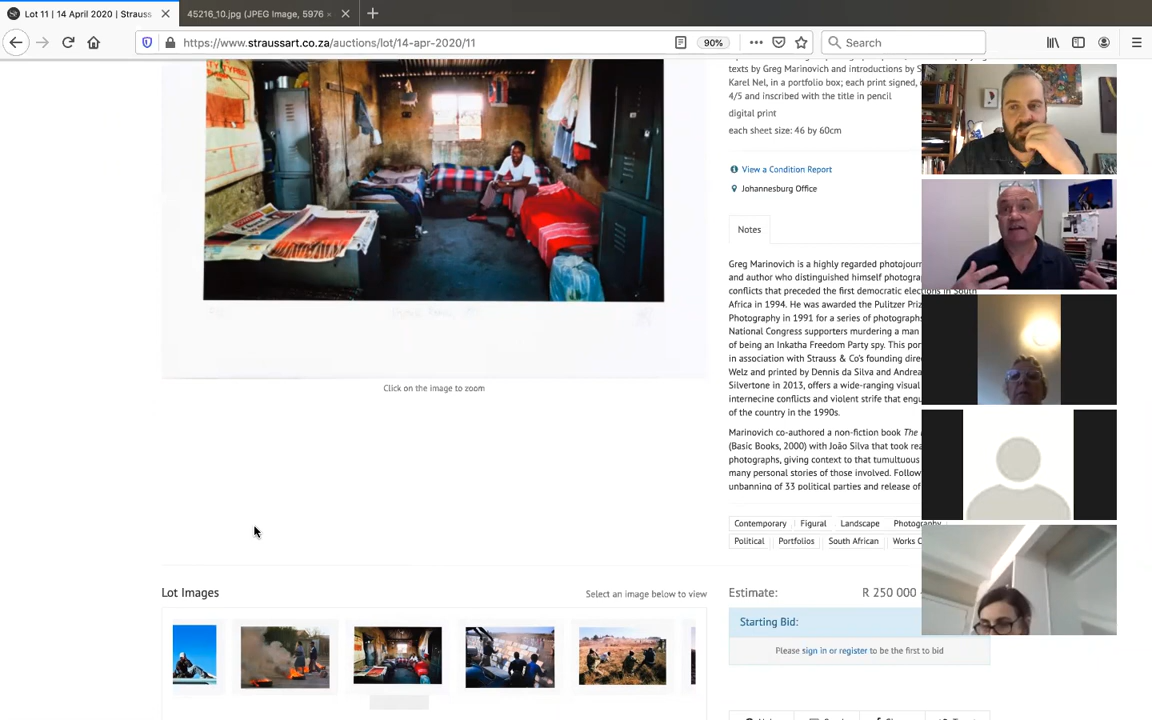 Lot 11 | 14 April 2020 | Strauss
45216_10.jpg (JPEG Image, 5976 ×
https://www.straussart.co.za/auctions/lot/14-apr-2020/11
90%
Search
texts by Greg Marinovich and introductions by S
Karel Nel, in a portfolio box; each print signed,
4/5 and inscribed with the title in pencil
digital print
each sheet size: 46 by 60cm
View a Condition Report
Johannesburg Office
Notes
Greg Marinovich is a highly regarded photojourn
and author who distinguished himself photogra
conflicts that preceded the first democratic elections in South
Africa in 1994. He was awarded the Pulitzer Priz
Photography in 1991 for a series of photographs
National Congress supporters murdering a man
of being an Inkatha Freedom Party spy. This por
in association with Strauss & Co's founding dire
Welz and printed by Dennis da Silva and Andrea
Silvertone in 2013, offers a wide-ranging visual
internecine conflicts and violent strife that engu
of the country in the 1990s.
Marinovich co-authored a non-fiction book The
(Basic Books, 2000) with João Silva that took rea
photographs, giving context to that tumultuous
many personal stories of those involved. Follow
unbanning of 33 political parties and release of
Click on the image to zoom
Contemporary Figural Landscape Photography
Political Portfolios South African Works
Lot Images
Select an image below to view
Estimate: R 250 000
Starting Bid:
Please sign in or register to be the first to bid